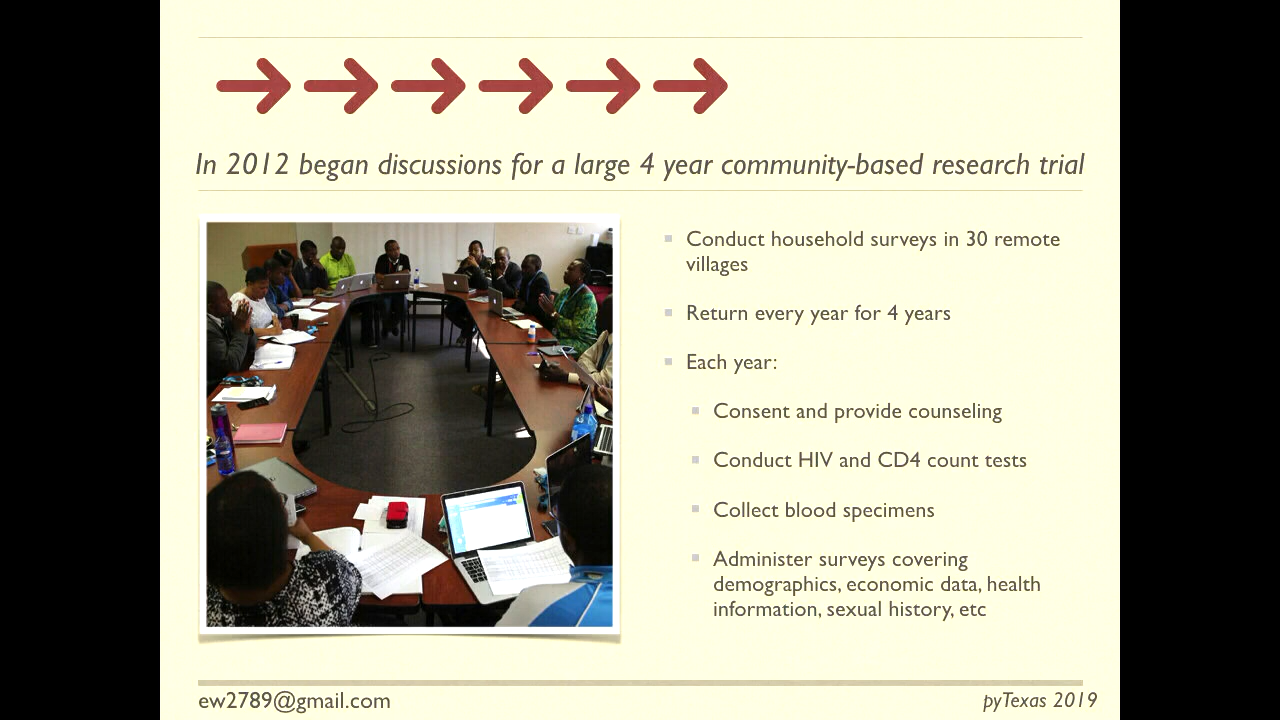 In 2012 began discussions for a large 4 year community-based research trial
Conduct household surveys in 30 remote
villages
Return every year for 4 years
Each year:
Consent and provide counseling
Conduct HIV and CD4 count tests
Collect blood specimens
Administer surveys covering
demographics, economic data, health
information, sexual history, etc
ew2789@gmail.com
pyTexas 2019